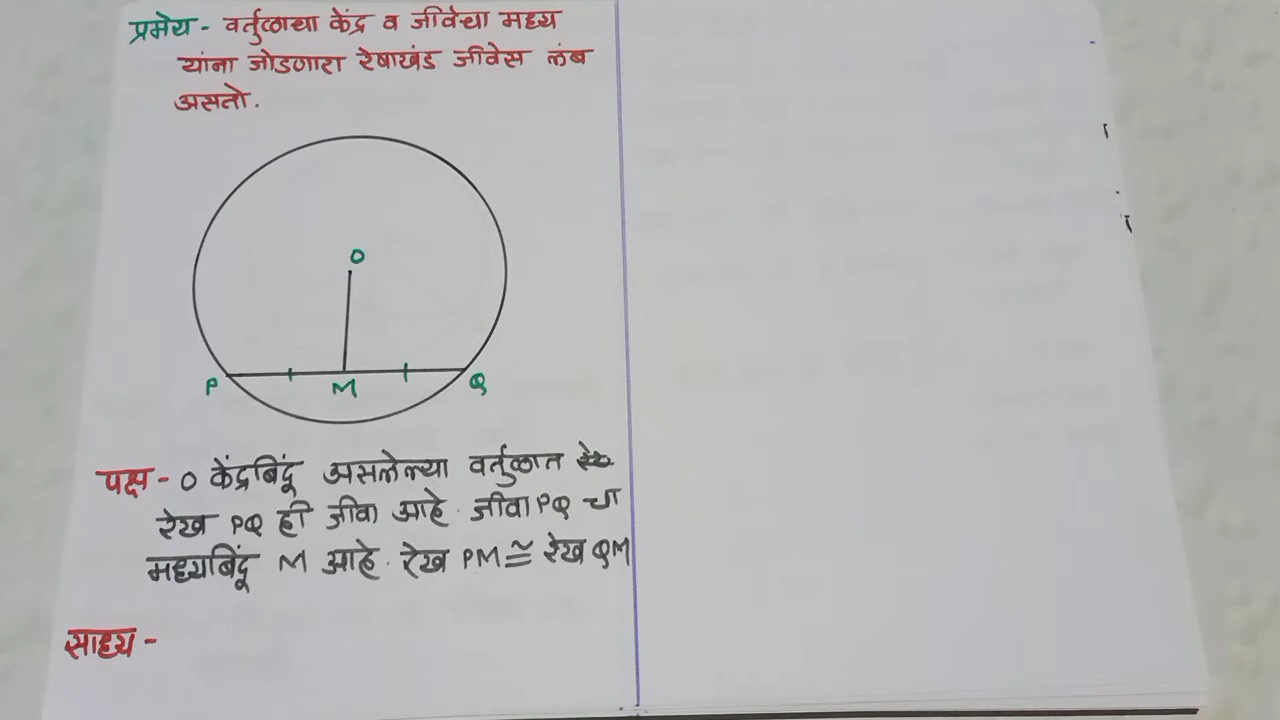 प्रमेय - वर्तुळाचा केंद्र व जीवेचा मध्य
यांना जोडणारा रेषाखंड जीवेस लंब
असतो.
O
P
M
Q
पक्ष - O केंद्रबिंदू असलेल्या वर्तुळात
रेख PQ ही जीवा आहे. जीवा PQ चा
मध्यबिंदू M आहे. रेख PM ≅ रेख QM
साध्य -